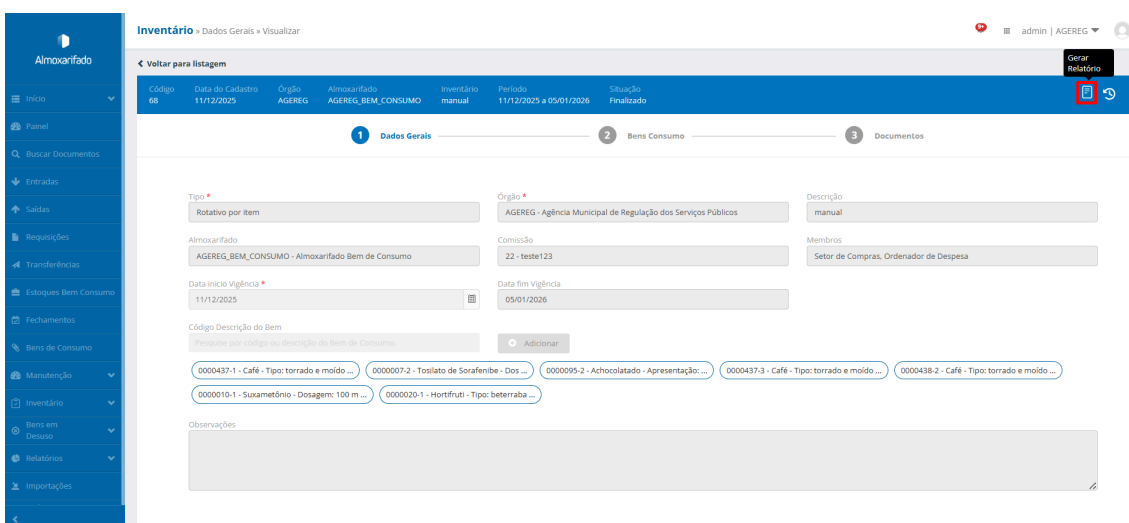 Almoxarifado
Início
Painel
Buscar Documentos
Entradas
Saídas
Requisições
Transferências
Estoques Bem Consumo
Fechamentos
Bens de Consumo
Manutenção
Inventário
Bens em
Desuso
Relatórios
Importações
Inventário » Dados Gerais » Visualizar
9+
admin | AGEREG
Voltar para listagem
Gerar
Relatório
Código Data do Cadastro Órgão Almoxarifado Inventário Período Situação
68 11/12/2025 AGEREG AGEREG_BEM_CONSUMO manual 11/12/2025 a 05/01/2026 Finalizado
1 Dados Gerais 2 Bens Consumo 3 Documentos
Tipo * Órgão * Descrição
Rotativo por item AGEREG - Agência Municipal de Regulação dos Serviços Públicos manual
Almoxarifado Comissão Membros
AGEREG_BEM_CONSUMO - Almoxarifado Bem de Consumo 22 - teste123 Setor de Compras, Ordenador de Despesa
Data inicio Vigência * Data fim Vigência
11/12/2025 05/01/2026
Código Descrição do Bem
Pesquise por código ou descrição do Bem de Consumo Adicionar
0000437-1 - Café - Tipo: torrado e moído ... 0000007-2 - Tosilato de Sorafenibe - Dos ... 0000095-2 - Achocolatado - Apresentação: ... 0000437-3 - Café - Tipo: torrado e moído ... 0000438-2 - Café - Tipo: torrado e moído ...
0000010-1 - Suxametônio - Dosagem: 100 m ... 0000020-1 - Hortifruti - Tipo: beterraba ...
Observações